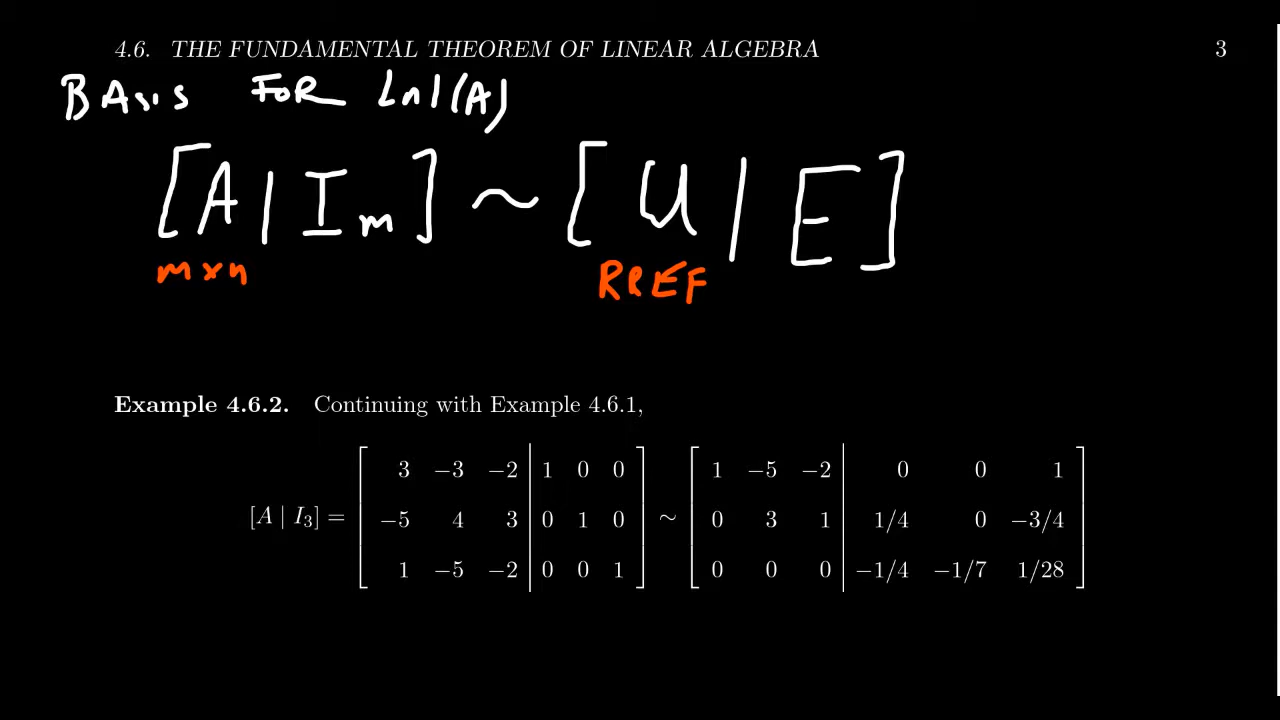 4.6. THE FUNDAMENTAL THEOREM OF LINEAR ALGEBRA 3
BASIS FOR Lnl(A)
[A | Im] ~ [U | E]
m×n RREF
Example 4.6.2. Continuing with Example 4.6.1,
3 −3 −2 1 0 0 1 −5 −2 0 0 1
[A | I₃] = −5 4 3 0 1 0 ∼ 0 3 1 1/4 0 −3/4
1 −5 −2 0 0 1 0 0 0 −1/4 −1/7 1/28